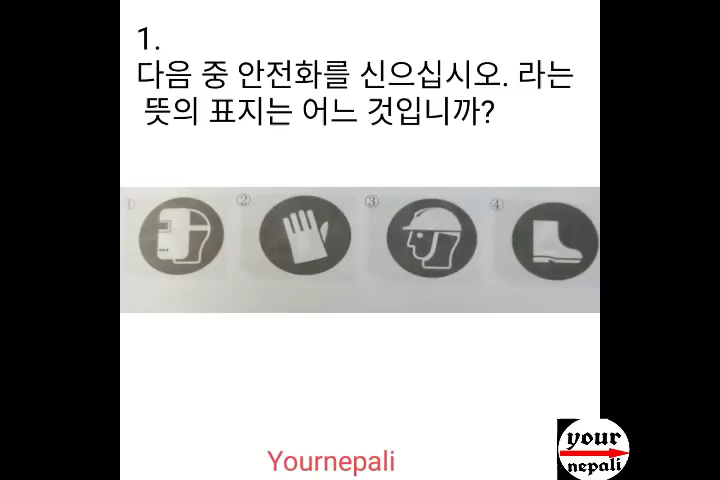 1.
다음 중 안전화를 신으십시오. 라는
뜻의 표지는 어느 것입니까?
① ② ③ ④
Yournepali
your
nepali